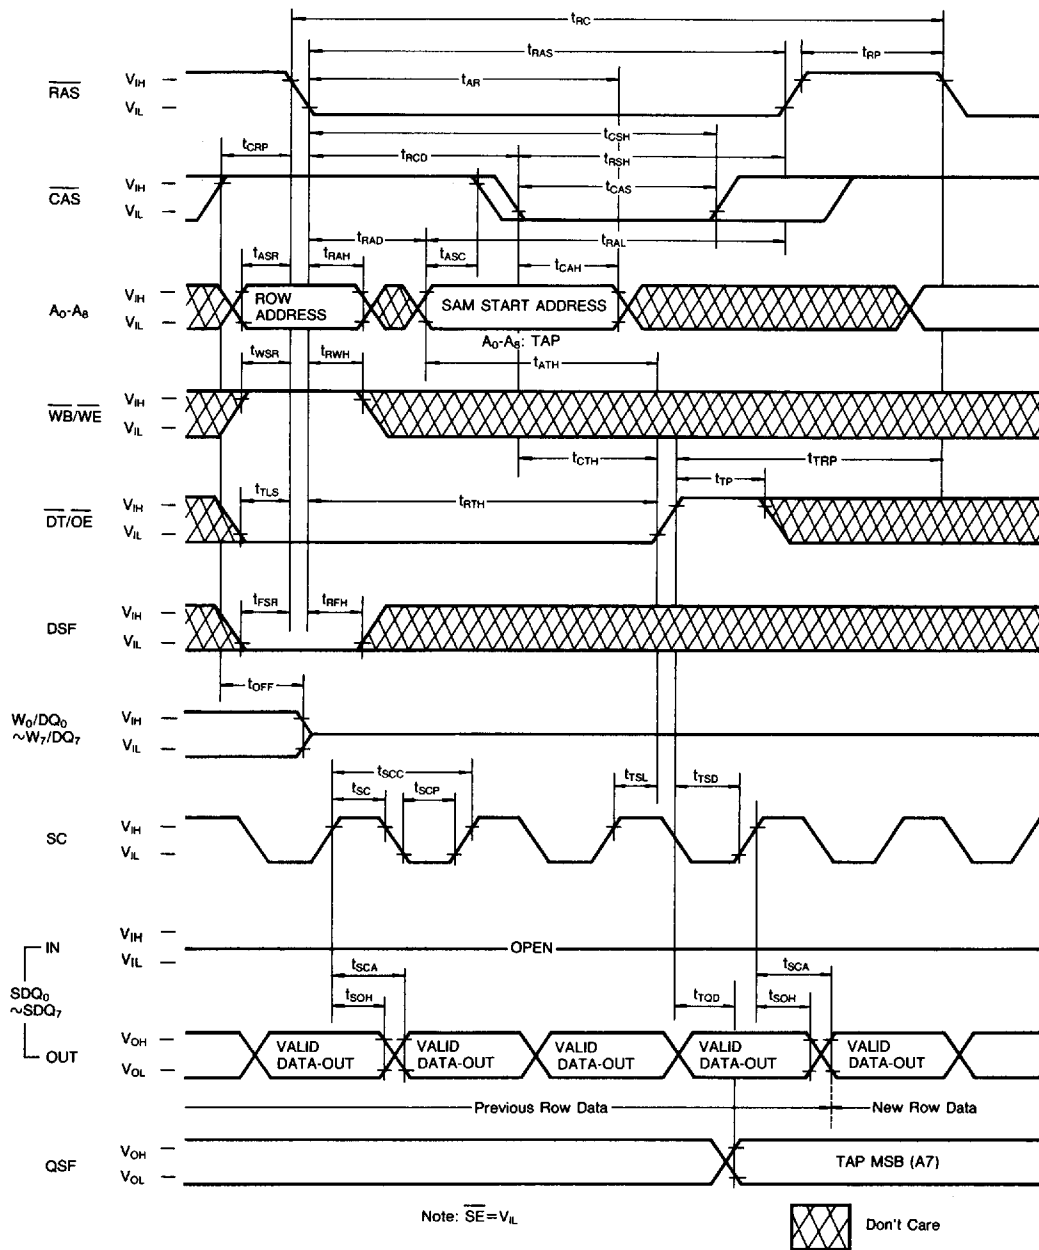 tRC
tRAS
tRP
tAR
RAS
VIH
VIL
tCSH
tCRP
tRCD
tRSH
CAS
VIH
VIL
tCAS
tRAD
tRAL
tASR
tRAH
tASC
tCAH
A0-A8
VIH
VIL
ROW
ADDRESS
SAM START ADDRESS
A0-A8: TAP
tWSR
tRWH
tATH
WB/WE
VIH
VIL
tCTH
tTRP
tTP
tTLS
tRTH
DT/OE
VIH
VIL
tFSR
tRFH
DSF
VIH
VIL
tOFF
W0/DQ0
~W7/DQ7
VIH
VIL
tSCC
tSC
tSCP
tTSL
tTSD
SC
VIH
VIL
IN
VIH
VIL
OPEN
SDQ0
~SDQ7
tSCA
tSOH
tTQD
tSCA
tSOH
OUT
VOH
VOL
VALID
DATA-OUT
VALID
DATA-OUT
VALID
DATA-OUT
VALID
DATA-OUT
VALID
DATA-OUT
Previous Row Data
New Row Data
QSF
VOH
VOL
TAP MSB (A7)
Note: SE=VIL
Don't Care